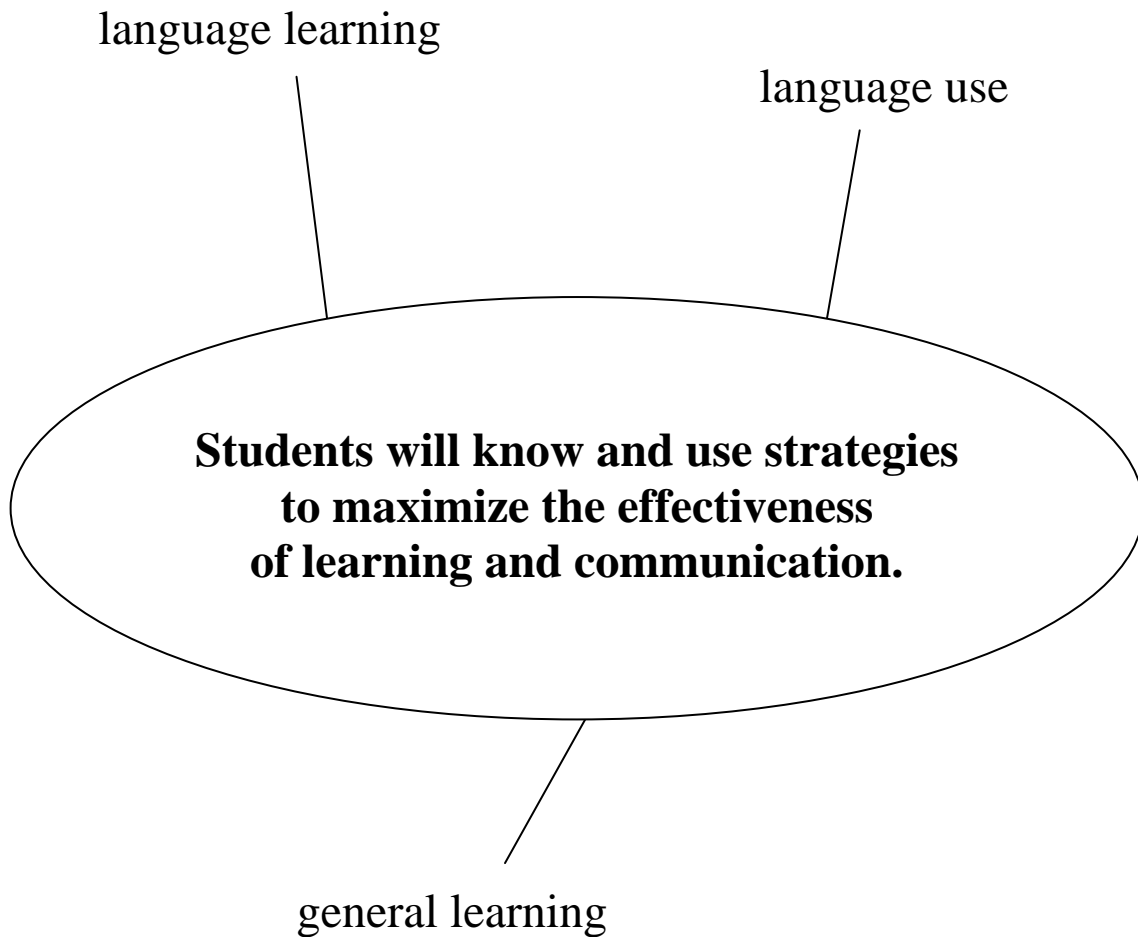 language learning
language use
Students will know and use strategies
to maximize the effectiveness
of learning and communication.
general learning